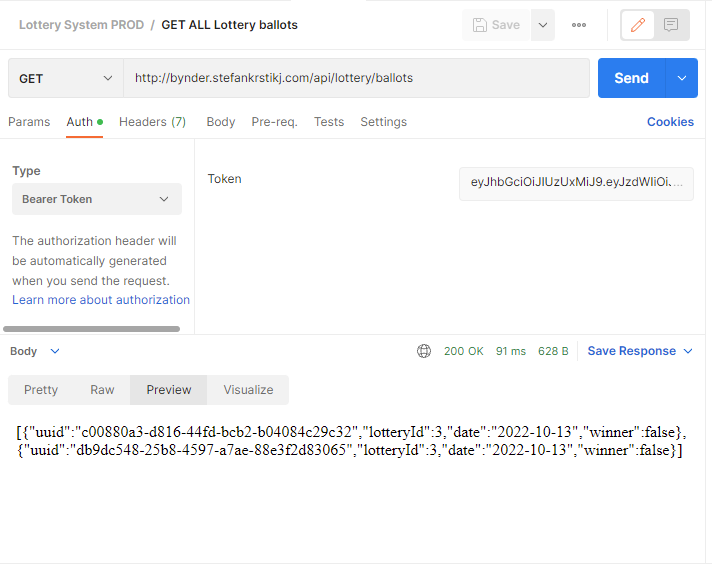 Lottery System PROD / GET ALL Lottery ballots
Save
GET
http://bynder.stefankrstikj.com/api/lottery/ballots
Send
Params Auth Headers (7) Body Pre-req. Tests Settings Cookies
Type
Bearer Token
The authorization header will
be automatically generated
when you send the request.
Learn more about authorization
Token
eyJhbGciOiJIUzUxMiJ9.eyJzdWIiOi. ...
Body
200 OK 91 ms 628 B Save Response
Pretty Raw Preview Visualize
[{"uuid":"c00880a3-d816-44fd-bcb2-b04084c29c32","lotteryId":3,"date":"2022-10-13","winner":false},
{"uuid":"db9dc548-25b8-4597-a7ae-88e3f2d83065","lotteryId":3,"date":"2022-10-13","winner":false}]